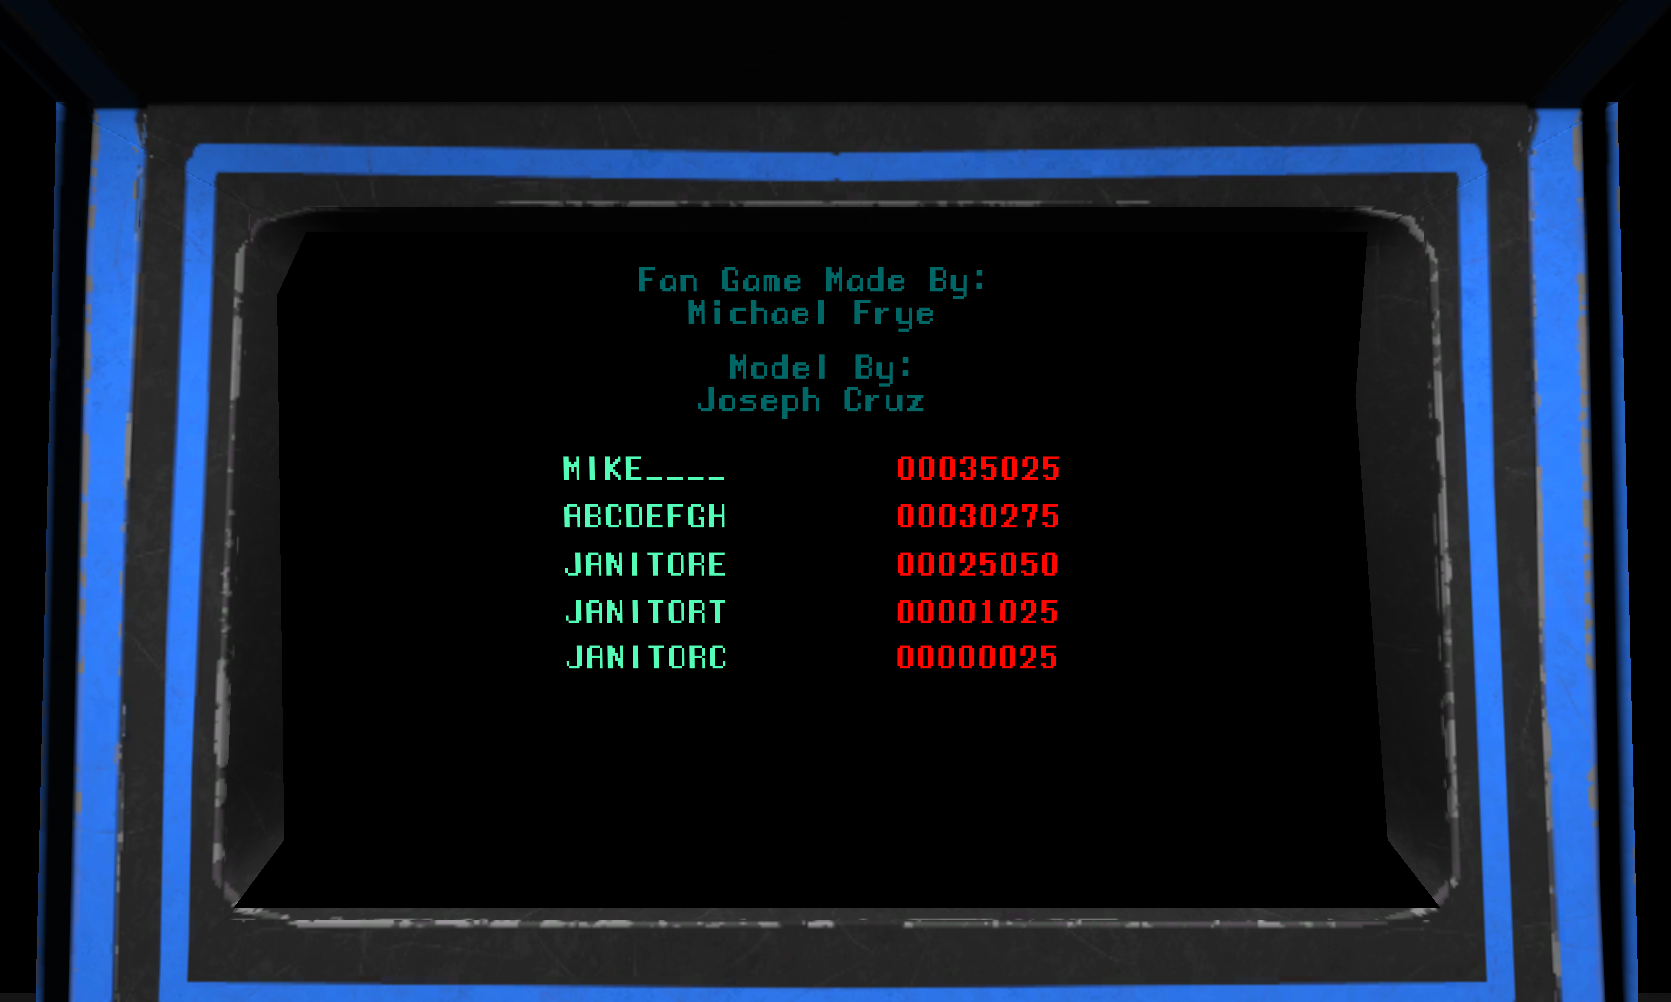 Fan Game Made By:
Michael Frye
Model By:
Joseph Cruz
MIKE____ 00035025
ABCDEFGH 00030275
JANITORE 00025050
JANITORT 00001025
JANITORC 00000025